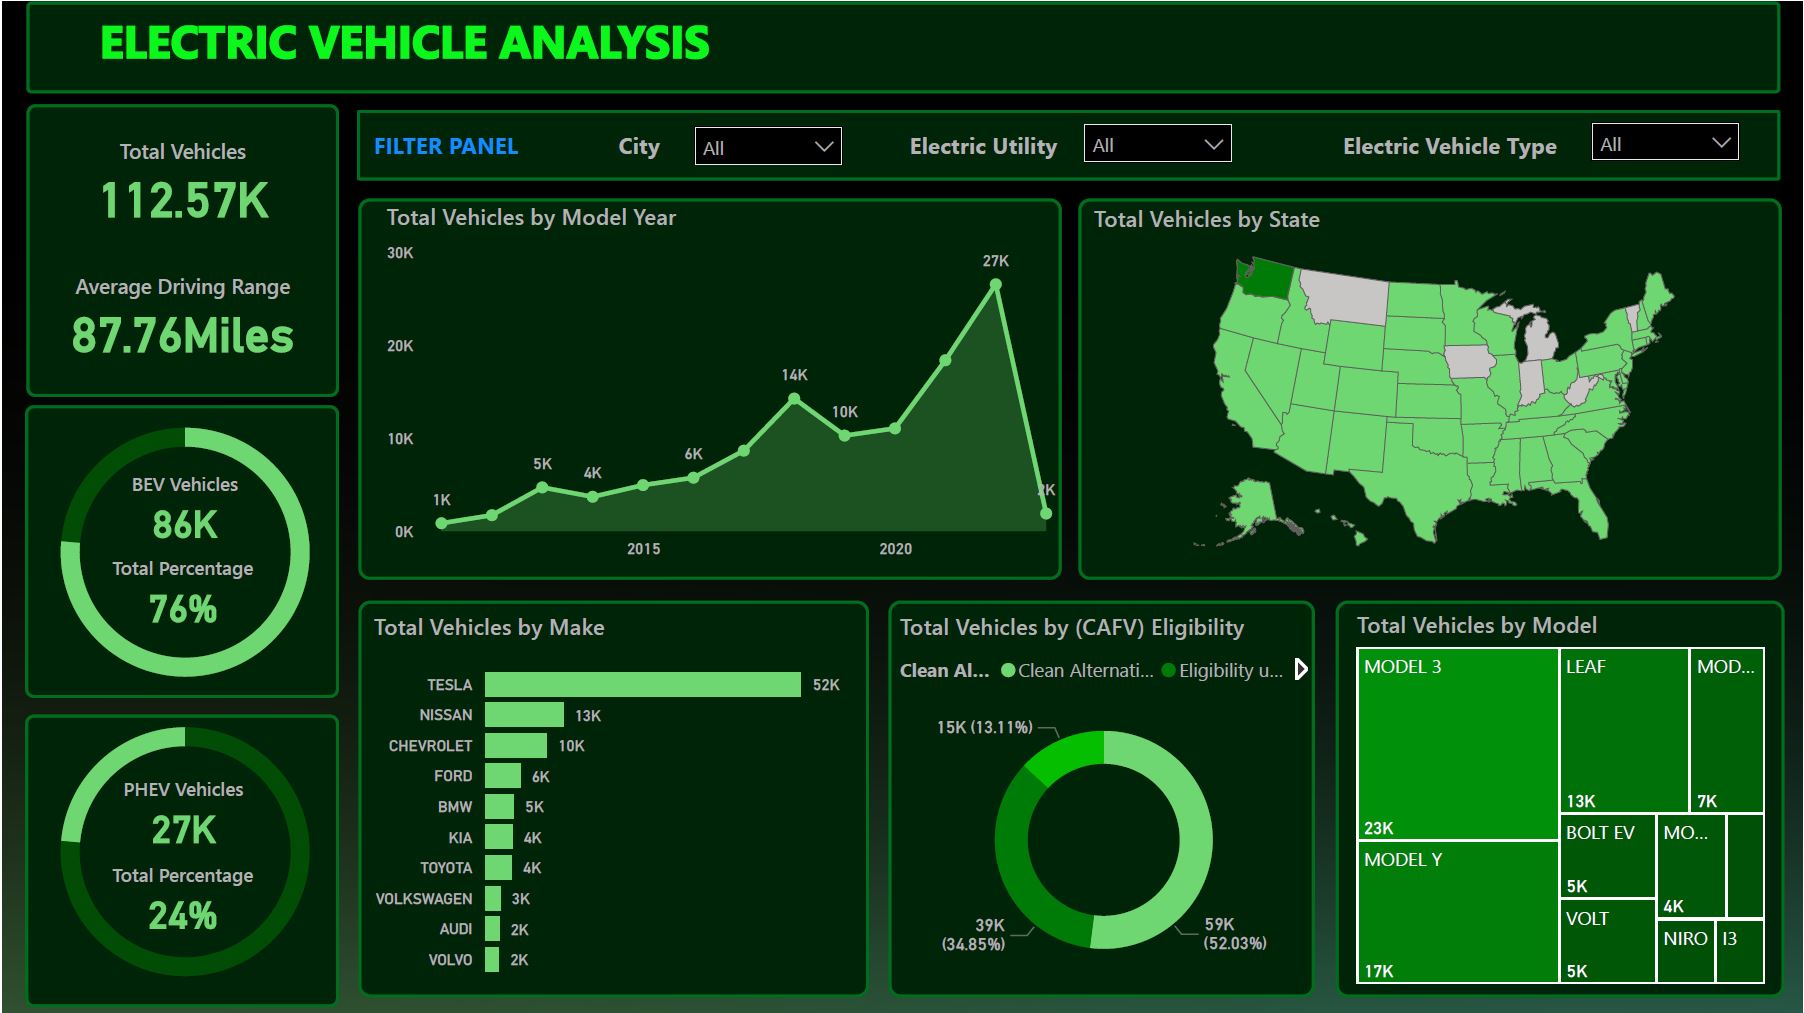 ELECTRIC VEHICLE ANALYSIS
Total Vehicles
112.57K
Average Driving Range
87.76Miles
FILTER PANEL
City
All
Electric Utility
All
Electric Vehicle Type
All
BEV Vehicles
86K
Total Percentage
76%
PHEV Vehicles
27K
Total Percentage
24%
Total Vehicles by Model Year
30K
20K
10K
0K
1K
5K
4K
6K
14K
10K
27K
2K
2015
2020
Total Vehicles by State
Total Vehicles by Make
TESLA 52K
NISSAN 13K
CHEVROLET 10K
FORD 6K
BMW 5K
KIA 4K
TOYOTA 4K
VOLKSWAGEN 3K
AUDI 2K
VOLVO 2K
Total Vehicles by (CAFV) Eligibility
Clean Al... Clean Alternati... Eligibility u...
15K (13.11%)
39K
(34.85%)
59K
(52.03%)
Total Vehicles by Model
MODEL 3
23K
MODEL Y
17K
LEAF
13K
MOD...
7K
BOLT EV
5K
MO...
4K
VOLT
5K
NIRO
I3